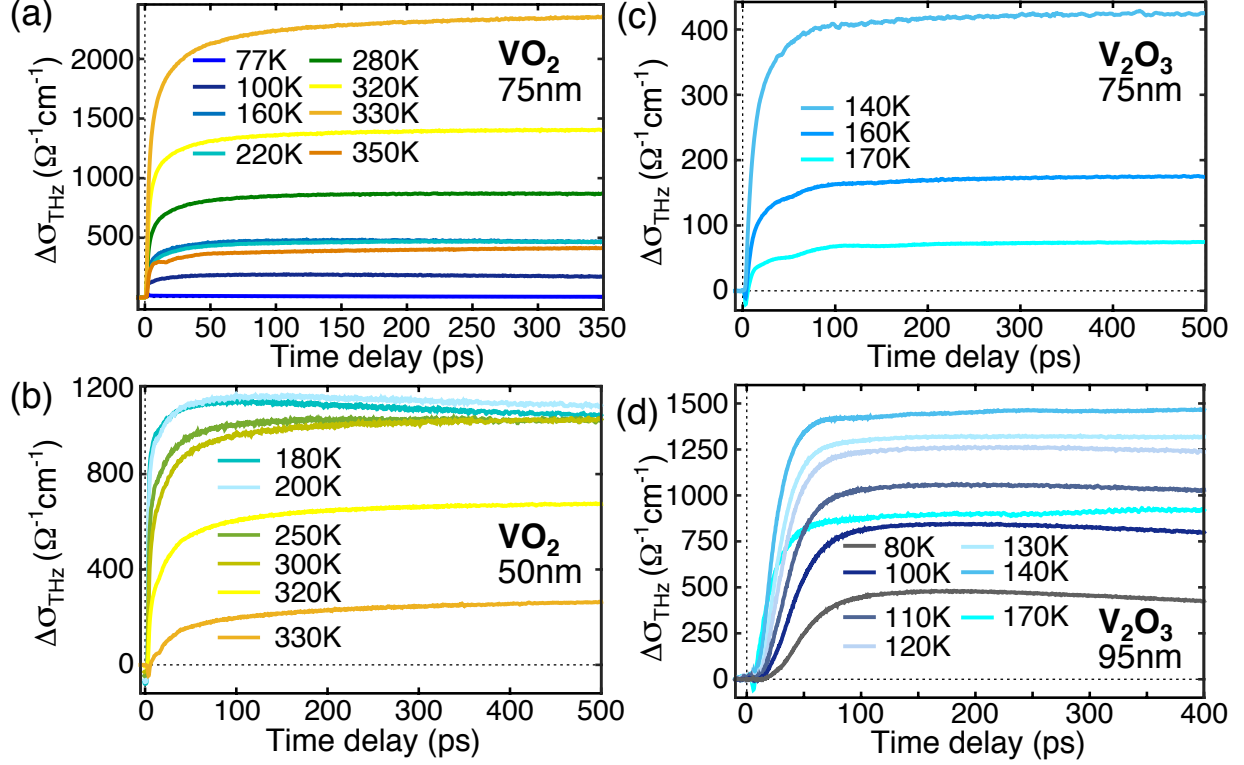 (a)
ΔσTHz (Ω⁻¹cm⁻¹)
2000
1500
1000
500
77K
100K
160K
220K
280K
320K
330K
350K
VO₂
75nm
0 50 100 150 200 250 300 350
Time delay (ps)
(c)
ΔσTHz (Ω⁻¹cm⁻¹)
400
300
200
100
0
140K
160K
170K
V₂O₃
75nm
0 100 200 300 400 500
Time delay (ps)
(b)
ΔσTHz (Ω⁻¹cm⁻¹)
1200
800
400
0
180K
200K
250K
300K
320K
330K
VO₂
50nm
0 100 200 300 400 500
Time delay (ps)
(d)
ΔσTHz (Ω⁻¹cm⁻¹)
1500
1250
1000
750
500
250
0
80K
100K
110K
120K
130K
140K
170K
V₂O₃
95nm
0 100 200 300 400
Time delay (ps)